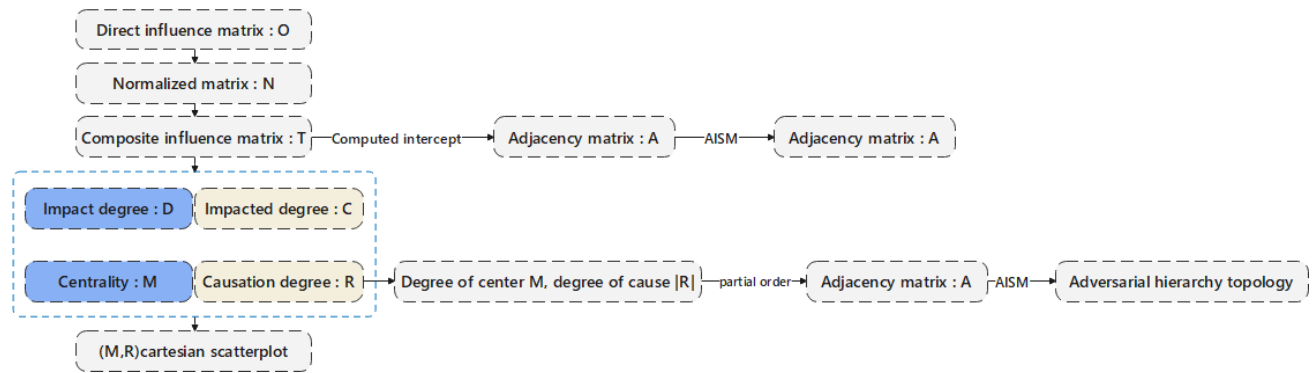 Direct influence matrix : O
Normalized matrix : N
Composite influence matrix : T
Computed intercept
Adjacency matrix : A
AISM
Adjacency matrix : A
Impact degree : D
Impacted degree : C
Centrality : M
Causation degree : R
Degree of center M, degree of cause |R|
partial order
Adjacency matrix : A
AISM
Adversarial hierarchy topology
(M,R)cartesian scatterplot